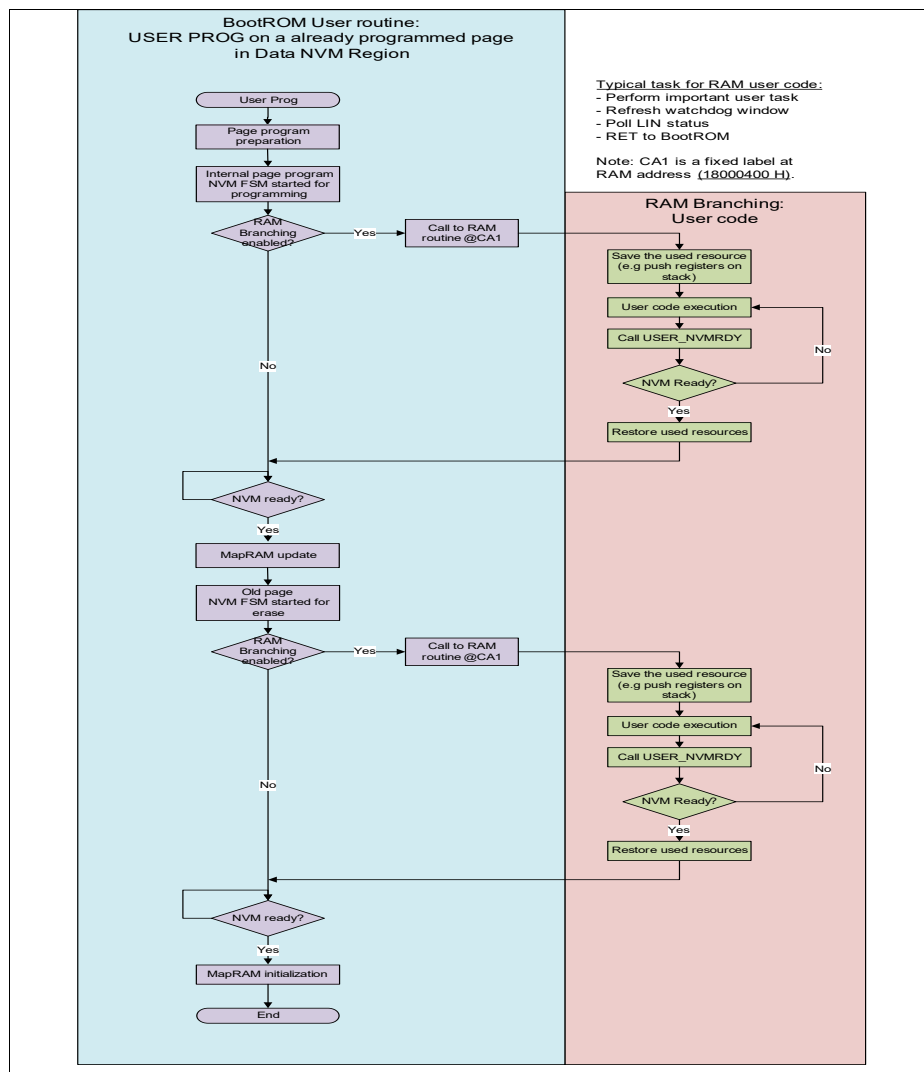 BootROM User routine:
USER PROG on a already programmed page
in Data NVM Region
Typical task for RAM user code:
- Perform important user task
- Refresh watchdog window
- Poll LIN status
- RET to BootROM
Note: CA1 is a fixed label at
RAM address (18000400 H).
User Prog
Page program
preparation
Internal page program
NVM FSM started for
programming
RAM
Branching
enabled?
Yes
Call to RAM
routine @CA1
No
RAM Branching:
User code
Save the used resource
(e.g push registers on
stack)
User code execution
Call USER_NVMRDY
No
NVM Ready?
Yes
Restore used resources
NVM ready?
Yes
MapRAM update
Old page
NVM FSM started for
erase
RAM
Branching
enabled?
Yes
Call to RAM
routine @CA1
No
Save the used resource
(e.g push registers on
stack)
User code execution
Call USER_NVMRDY
No
NVM Ready?
Yes
Restore used resources
NVM ready?
Yes
MapRAM initialization
End